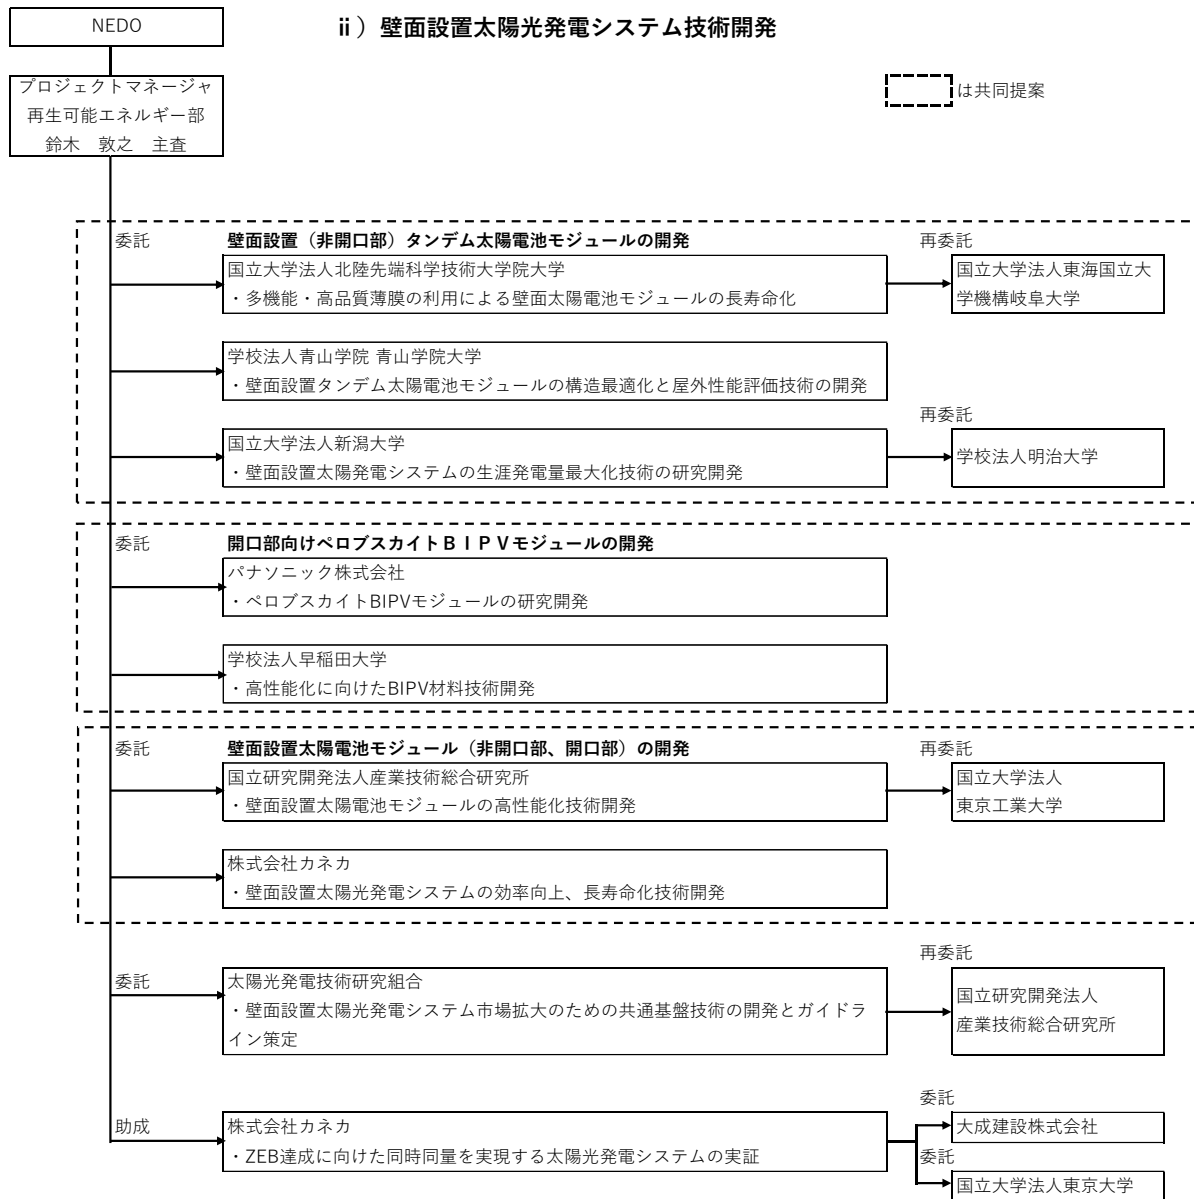 NEDO
ⅱ）壁面設置太陽光発電システム技術開発
プロジェクトマネージャ
再生可能エネルギー部
鈴木　敦之　主査
は共同提案
委託
壁面設置（非開口部）タンデム太陽電池モジュールの開発
再委託
国立大学法人北陸先端科学技術大学院大学
・多機能・高品質薄膜の利用による壁面太陽電池モジュールの長寿命化
国立大学法人東海国立大
学機構岐阜大学
学校法人青山学院 青山学院大学
・壁面設置タンデム太陽電池モジュールの構造最適化と屋外性能評価技術の開発
再委託
国立大学法人新潟大学
・壁面設置太陽発電システムの生涯発電量最大化技術の研究開発
学校法人明治大学
委託
開口部向けペロブスカイトＢＩＰＶモジュールの開発
パナソニック株式会社
・ペロブスカイトBIPVモジュールの研究開発
学校法人早稲田大学
・高性能化に向けたBIPV材料技術開発
委託
壁面設置太陽電池モジュール（非開口部、開口部）の開発
再委託
国立研究開発法人産業技術総合研究所
・壁面設置太陽電池モジュールの高性能化技術開発
国立大学法人
東京工業大学
株式会社カネカ
・壁面設置太陽光発電システムの効率向上、長寿命化技術開発
再委託
委託
太陽光発電技術研究組合
・壁面設置太陽光発電システム市場拡大のための共通基盤技術の開発とガイドラ
イン策定
国立研究開発法人
産業技術総合研究所
委託
助成
株式会社カネカ
・ZEB達成に向けた同時同量を実現する太陽光発電システムの実証
大成建設株式会社
委託
国立大学法人東京大学